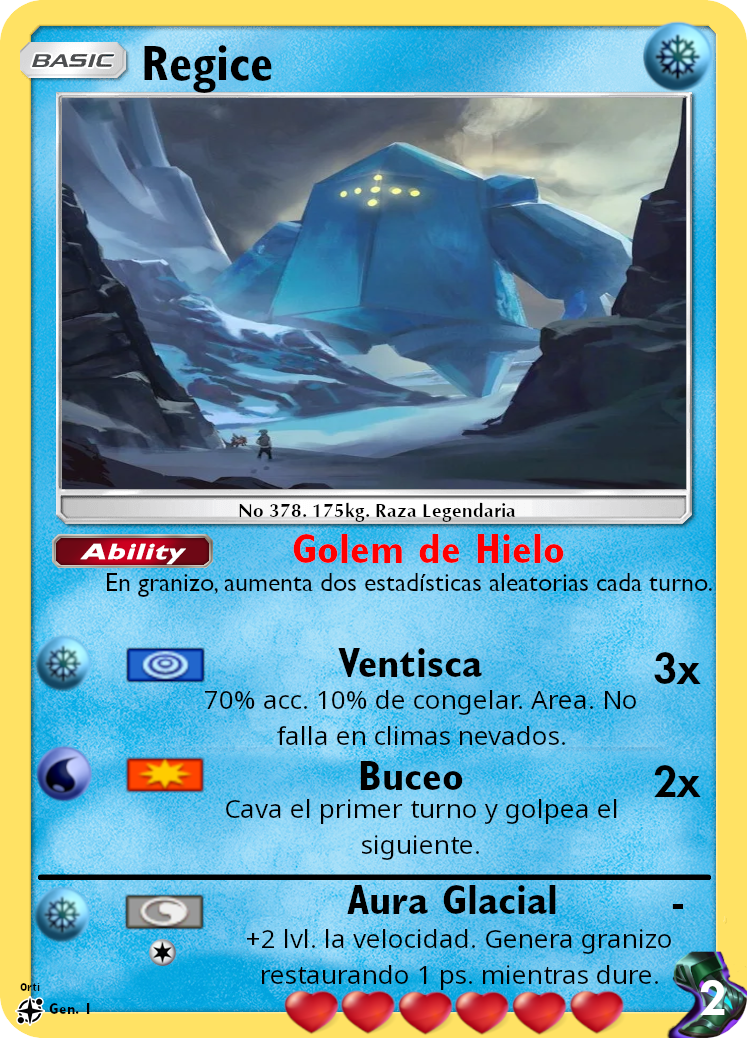 BASIC Regice
No 378. 175kg. Raza Legendaria
Ability Golem de Hielo
En granizo, aumenta dos estadísticas aleatorias cada turno.
Ventisca 3x
70% acc. 10% de congelar. Area. No
falla en climas nevados.
Buceo 2x
Cava el primer turno y golpea el
siguiente.
Aura Glacial -
+2 lvl. la velocidad. Genera granizo
restaurando 1 ps. mientras dure.
Orti
Gen. 1
2